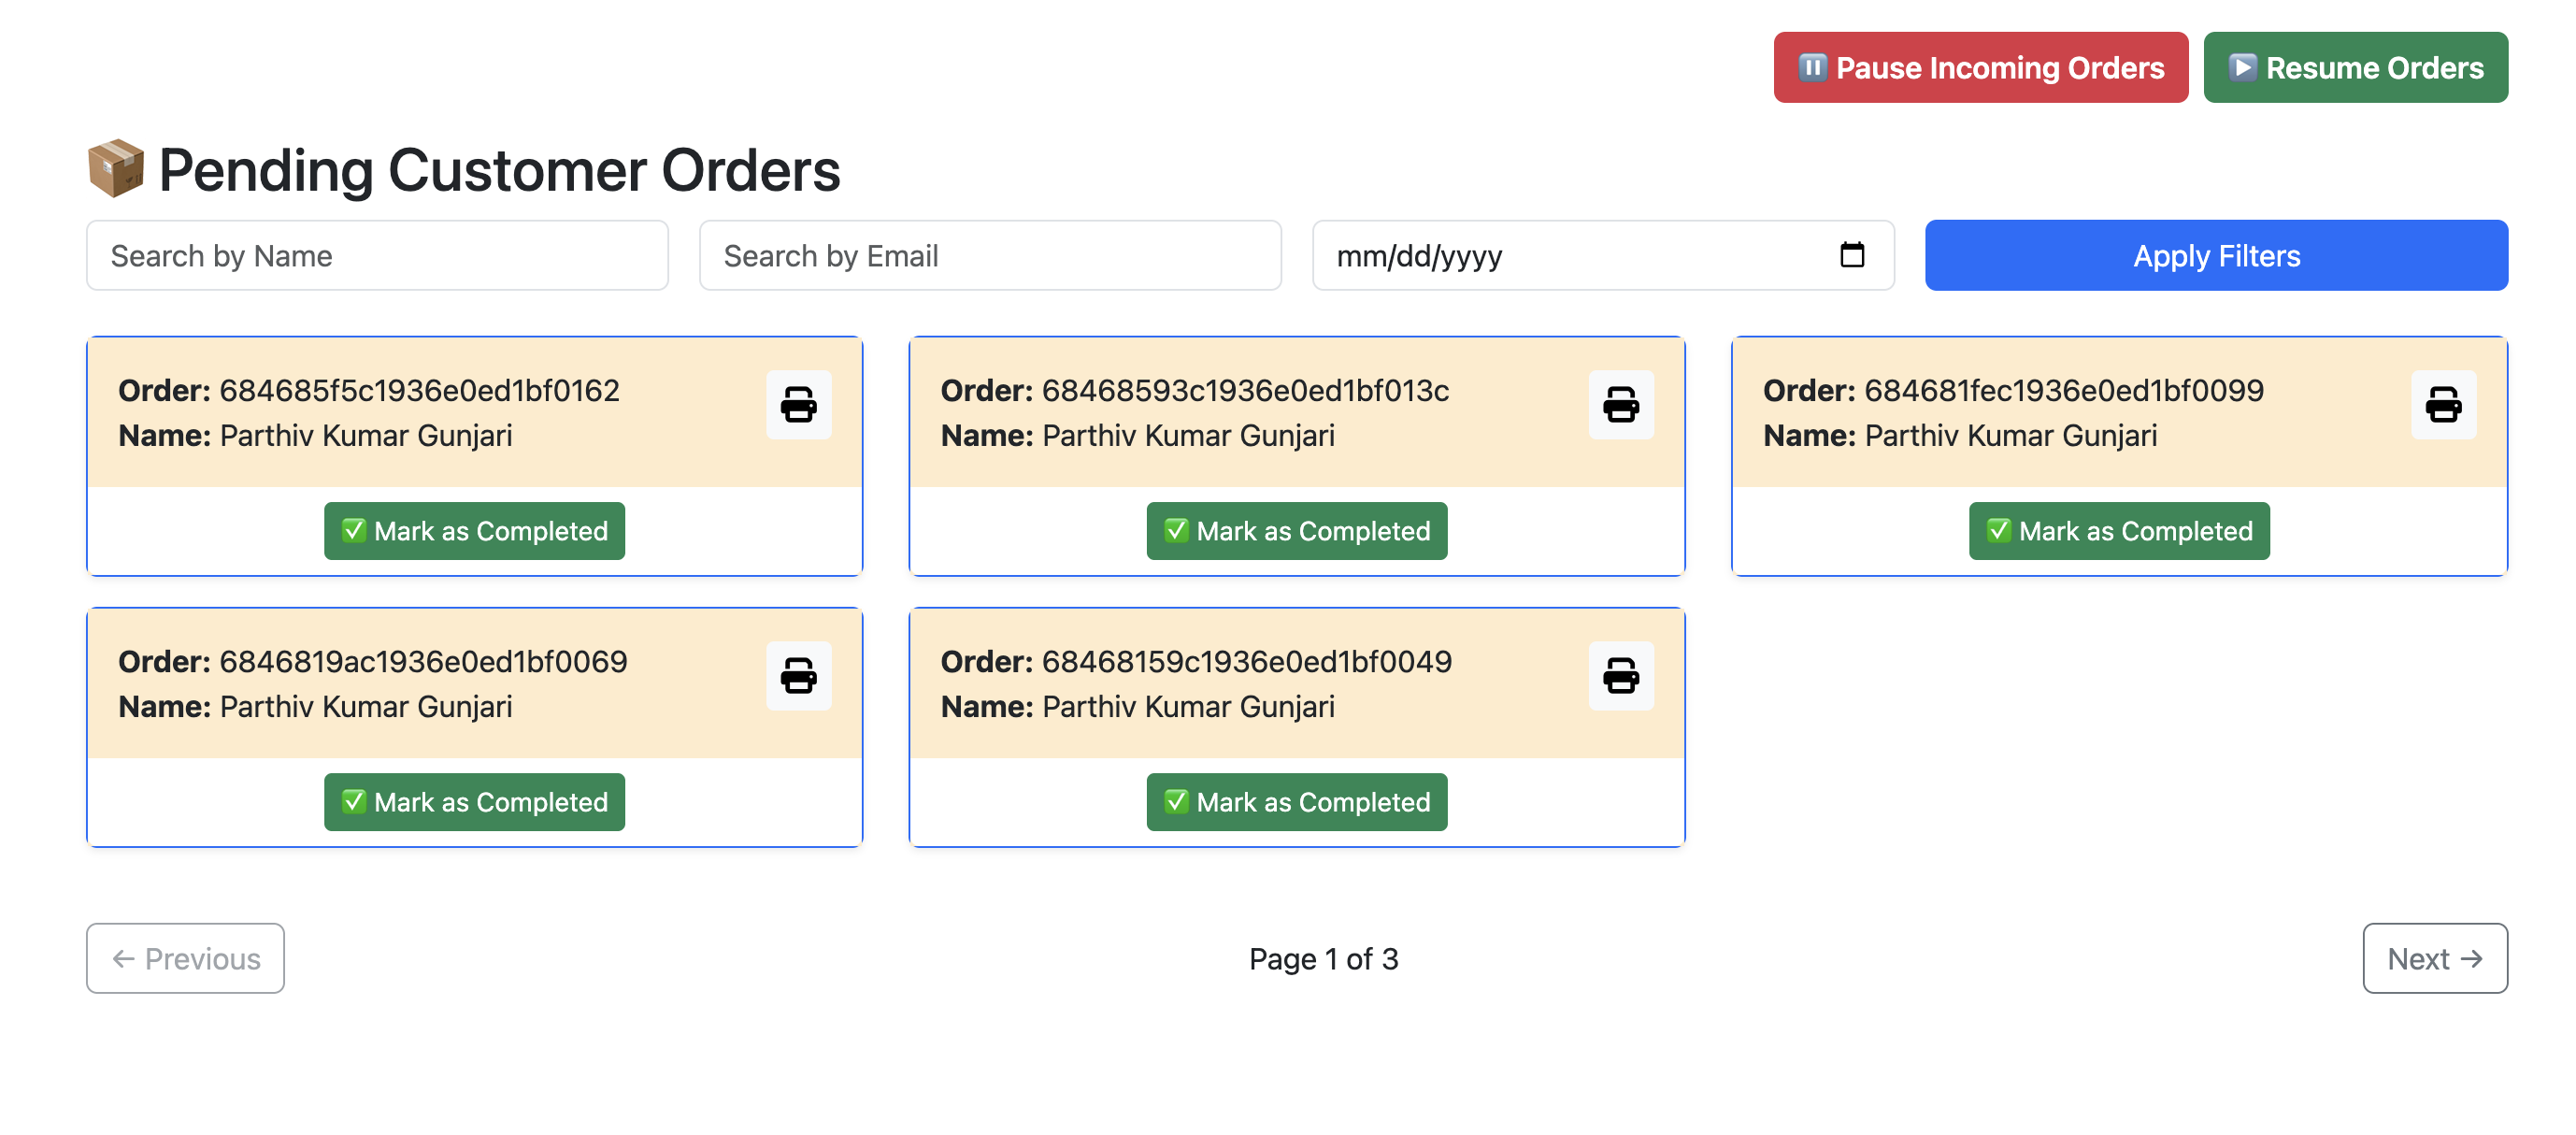 Pause Incoming Orders
Resume Orders
Pending Customer Orders
Search by Name
Search by Email
mm/dd/yyyy
Apply Filters
Order: 684685f5c1936e0ed1bf0162
Name: Parthiv Kumar Gunjari
Mark as Completed
Order: 68468593c1936e0ed1bf013c
Name: Parthiv Kumar Gunjari
Mark as Completed
Order: 684681fec1936e0ed1bf0099
Name: Parthiv Kumar Gunjari
Mark as Completed
Order: 6846819ac1936e0ed1bf0069
Name: Parthiv Kumar Gunjari
Mark as Completed
Order: 68468159c1936e0ed1bf0049
Name: Parthiv Kumar Gunjari
Mark as Completed
← Previous
Page 1 of 3
Next →